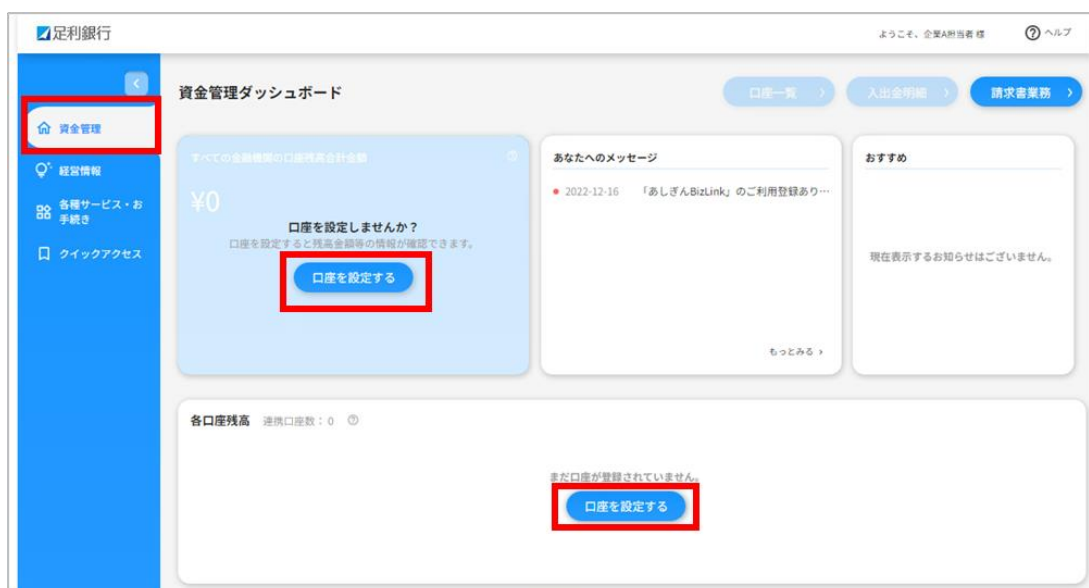 足利銀行
ようこそ、企業A担当者 様
ヘルプ
資金管理ダッシュボード
口座一覧
入出金明細
請求書業務
資金管理
経営情報
各種サービス・お
手続き
クイックアクセス
すべての金融機関の口座残高合計金額
¥0
口座を設定しませんか？
口座を設定すると残高金額等の情報が確認できます。
口座を設定する
あなたへのメッセージ
2022-12-16 「あしぎんBizLink」のご利用登録あり…
もっとみる
おすすめ
現在表示するお知らせはございません。
各口座残高 連携口座数：0
まだ口座が登録されていません。
口座を設定する